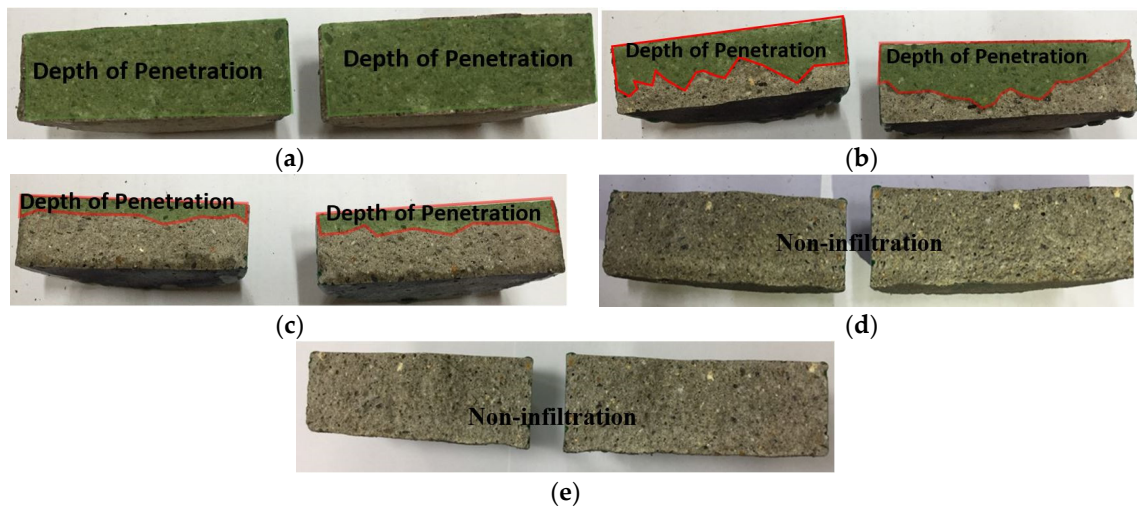 Depth of Penetration Depth of Penetration
Depth of Penetration Depth of Penetration
(a)
(b)
Depth of Penetration Depth of Penetration
Non-infiltration
(c)
(d)
Non-infiltration
(e)